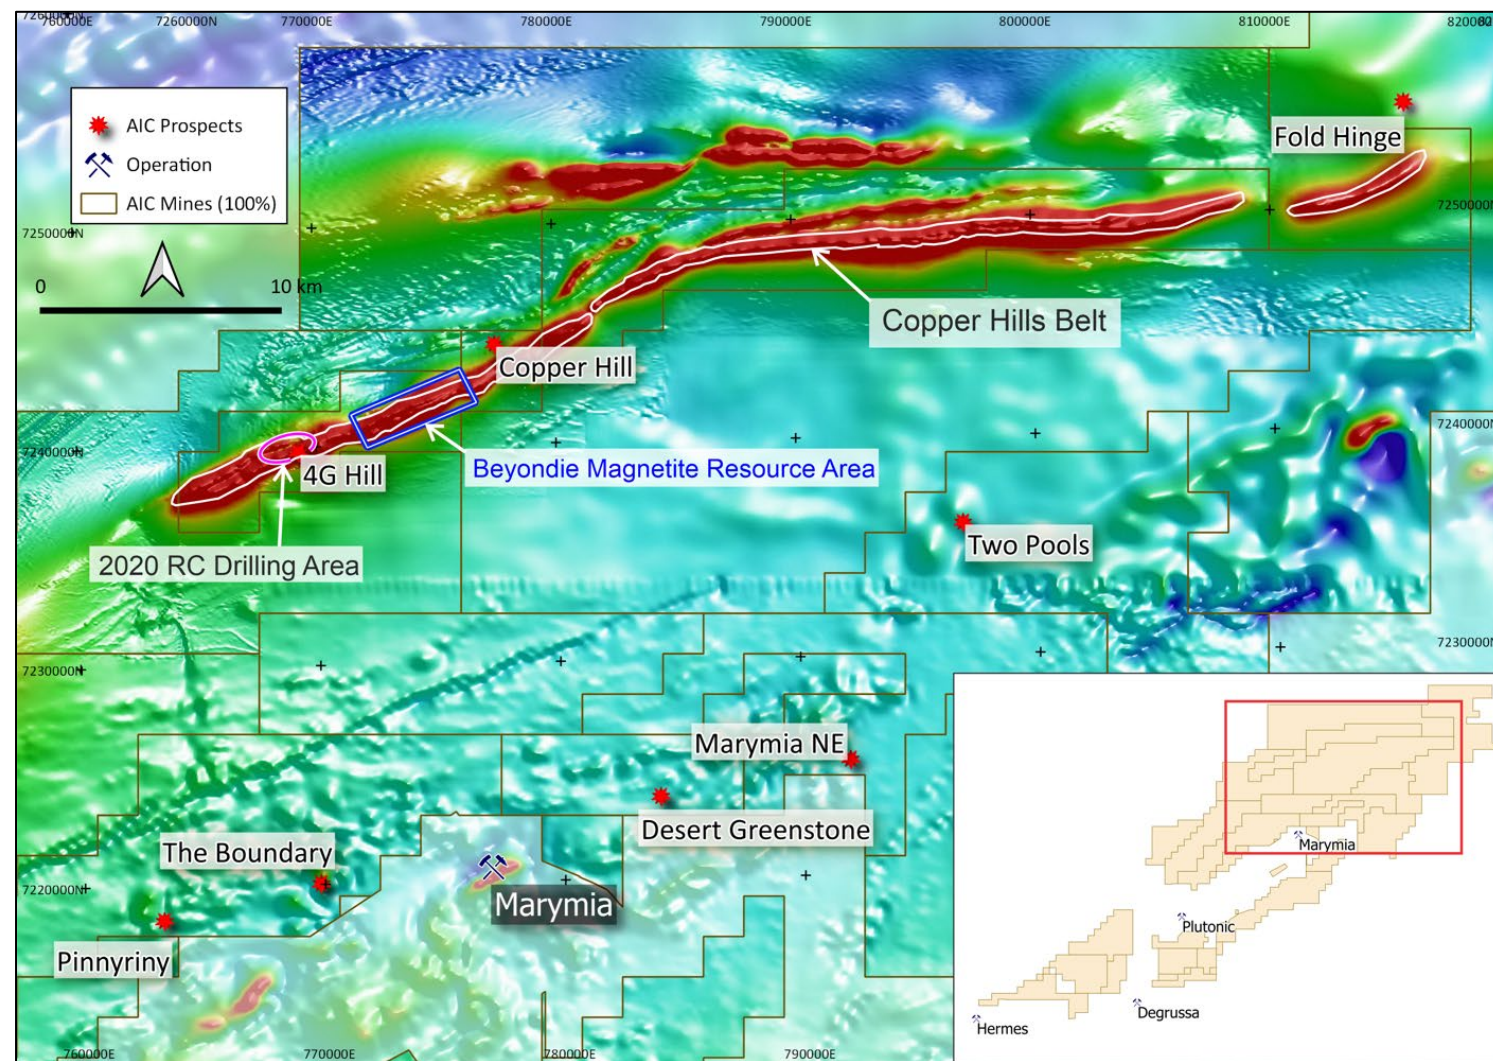 7260000N
7600000E
7260000N
770000E
780000E
790000E
800000E
810000E
AIC Prospects
Operation
AIC Mines (100%)
Fold Hinge
7250000N
7250000N
0
10 km
Copper Hills Belt
Copper Hill
7240000N
7240000N
4G Hill
Beyondie Magnetite Resource Area
2020 RC Drilling Area
Two Pools
7230000N
7230000N
Marymia NE
Desert Greenstone
The Boundary
Marymia
7220000N
Pinnyriny
Marymia
Plutonic
Degrussa
Hermes
760000E
770000E
780000E
790000E